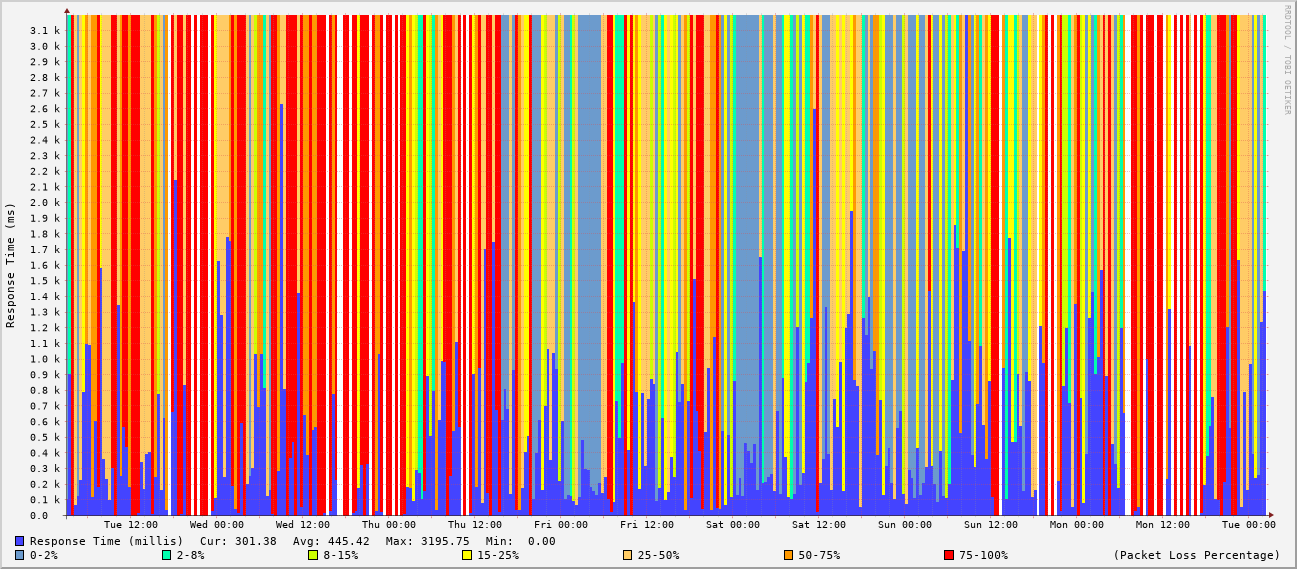 RRDTOOL / TOBI OETIKER
Response Time (ms)
3.1 k
3.0 k
2.9 k
2.8 k
2.7 k
2.6 k
2.5 k
2.4 k
2.3 k
2.2 k
2.1 k
2.0 k
1.9 k
1.8 k
1.7 k
1.6 k
1.5 k
1.4 k
1.3 k
1.2 k
1.1 k
1.0 k
0.9 k
0.8 k
0.7 k
0.6 k
0.5 k
0.4 k
0.3 k
0.2 k
0.1 k
0.0
Tue 12:00 Wed 00:00 Wed 12:00 Thu 00:00 Thu 12:00 Fri 00:00 Fri 12:00 Sat 00:00 Sat 12:00 Sun 00:00 Sun 12:00 Mon 00:00 Mon 12:00 Tue 00:00
Response Time (millis) Cur: 301.38 Avg: 445.42 Max: 3195.75 Min: 0.00
0-2% 2-8% 8-15% 15-25% 25-50% 50-75% 75-100% (Packet Loss Percentage)